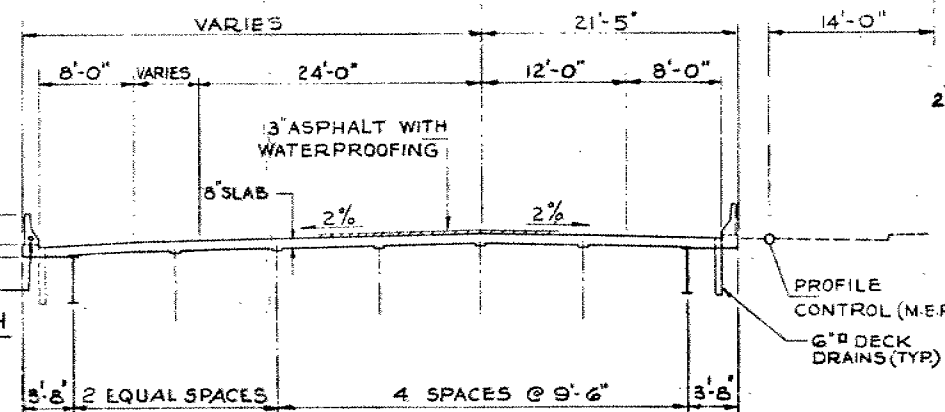 VARIES
21'-5"
14'-0"
8'-0"
VARIES
24'-0"
12'-0"
8'-0"
3" ASPHALT WITH
WATERPROOFING
8" SLAB
2%
2%
PROFILE
CONTROL (M.E.P
6"□ DECK
DRAINS (TYP.)
3'-8"
2 EQUAL SPACES
4 SPACES @ 9'-6"
3'-8"